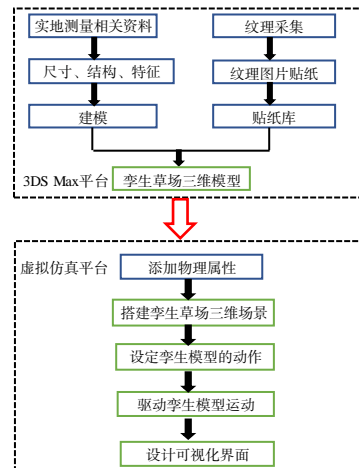 实地测量相关资料
纹理采集
尺寸、结构、特征
纹理图片贴纸
建模
贴纸库
3DS Max平台
孪生草场三维模型
虚拟仿真平台
添加物理属性
搭建孪生草场三维场景
设定孪生模型的动作
驱动孪生模型运动
设计可视化界面